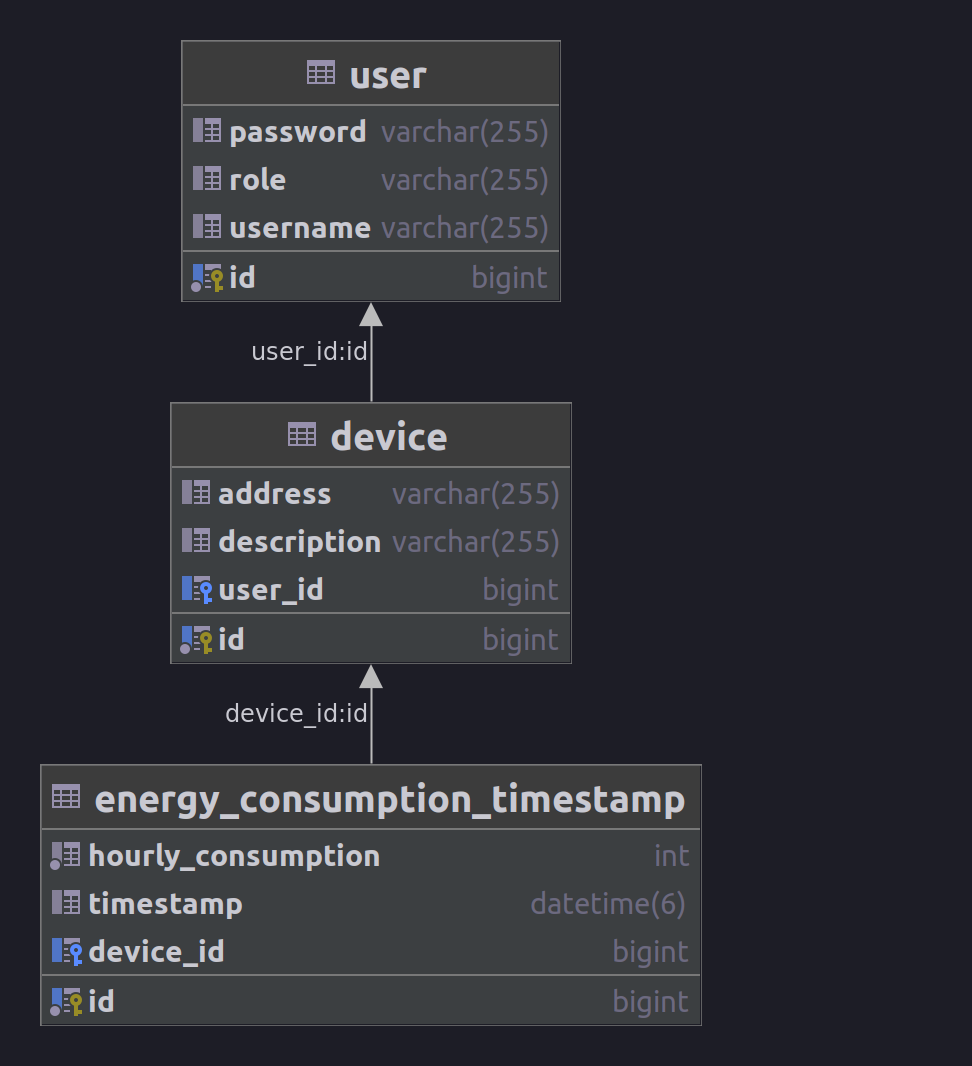 user
password varchar(255)
role varchar(255)
username varchar(255)
id bigint
user_id:id
device
address varchar(255)
description varchar(255)
user_id bigint
id bigint
device_id:id
energy_consumption_timestamp
hourly_consumption int
timestamp datetime(6)
device_id bigint
id bigint